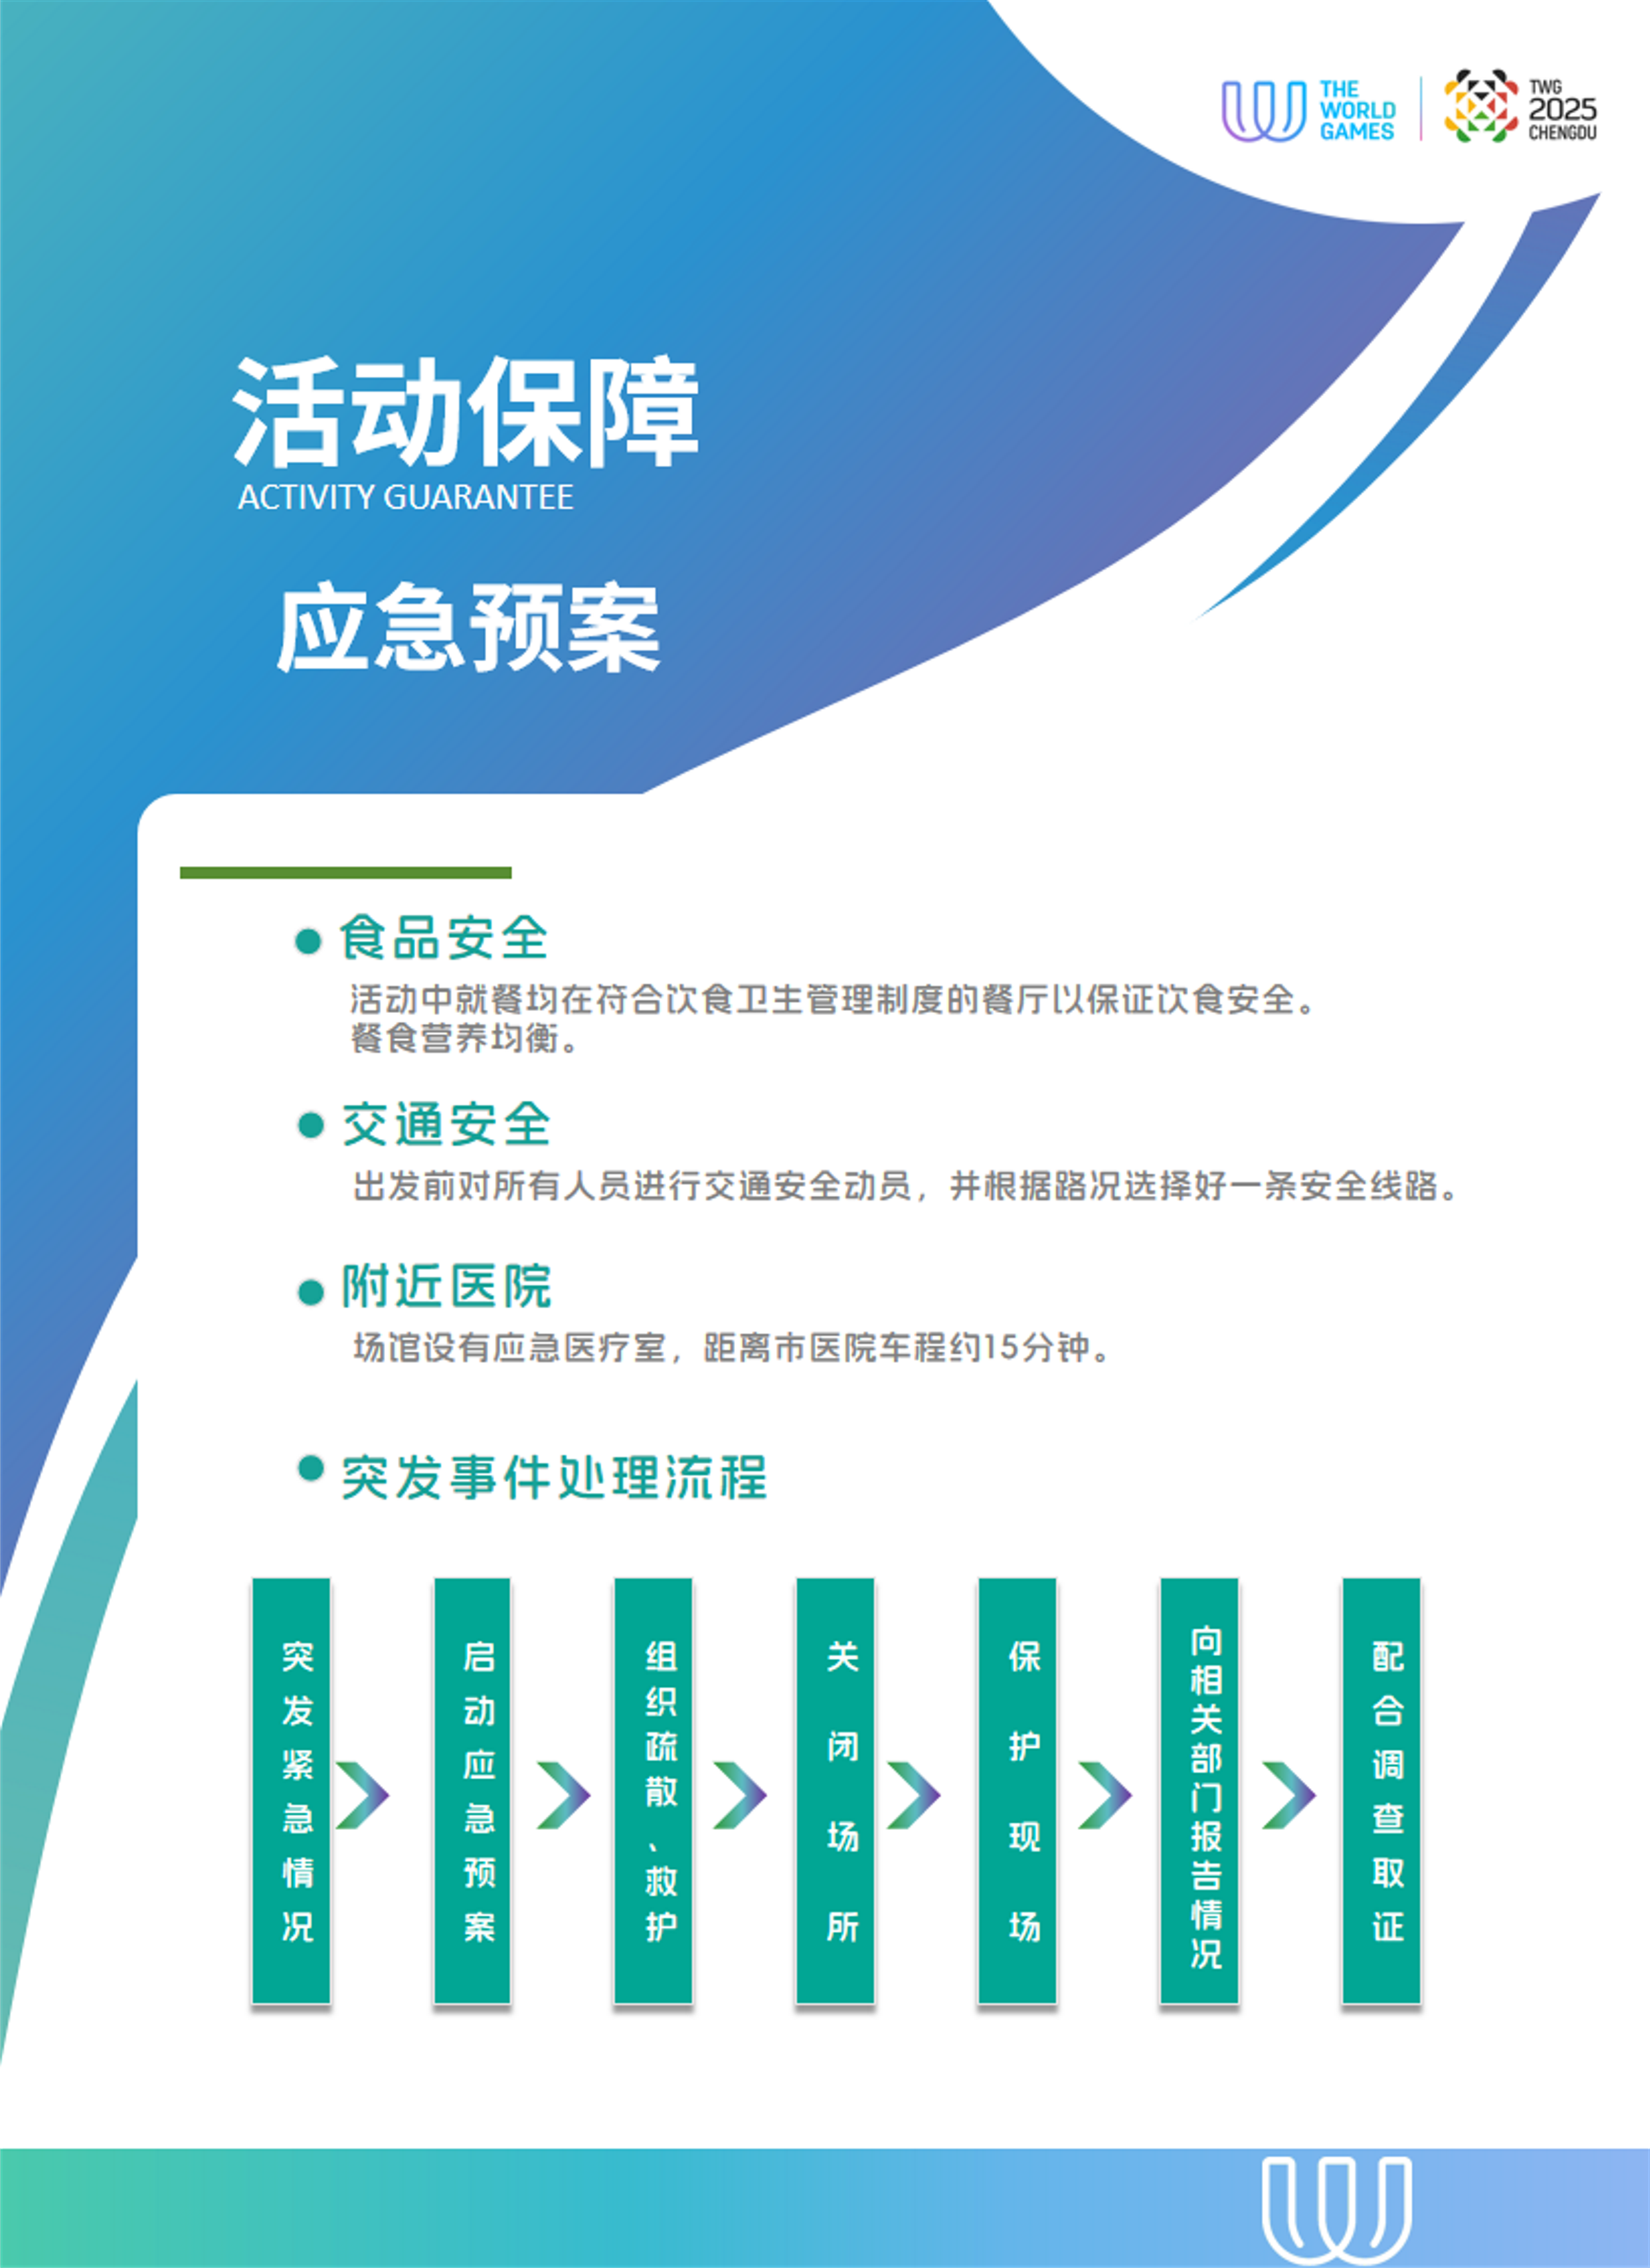 THE
WORLD
GAMES
TWG
2025
CHENGDU
活动保障
ACTIVITY GUARANTEE
应急预案
食品安全
活动中就餐均在符合饮食卫生管理制度的餐厅以保证饮食安全。
餐食营养均衡。
交通安全
出发前对所有人员进行交通安全动员，并根据路况选择好一条安全线路。
附近医院
场馆设有应急医疗室，距离市医院车程约15分钟。
突发事件处理流程
突发紧急情况
启动应急预案
组织疏散、救护
关闭场所
保护现场
向相关部门报告情况
配合调查取证